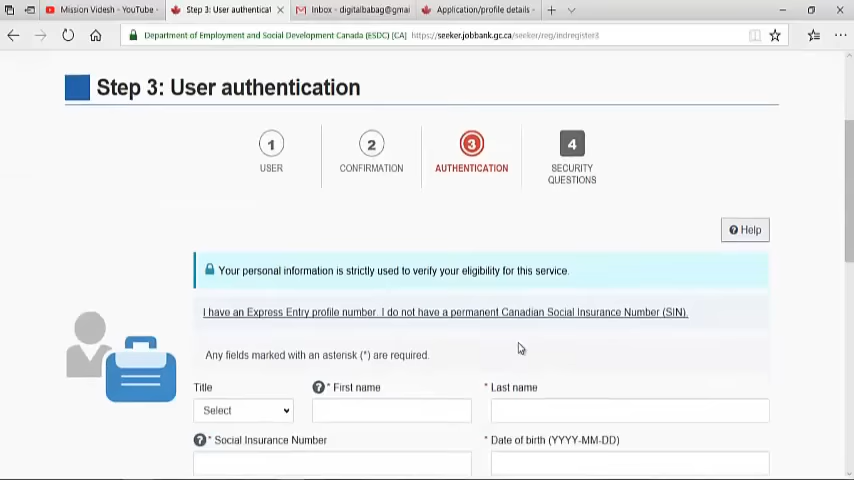 Mission Videsh - YouTube -
Step 3: User authenticat
Inbox - digitalbabag@gmai
Application/profile details -
Department of Employment and Social Development Canada (ESDC) [CA] https://seeker.jobbank.gc.ca/seeker/reg/indregister3
Step 3: User authentication
1
2
3
4
USER
CONFIRMATION
AUTHENTICATION
SECURITY
QUESTIONS
? Help
Your personal information is strictly used to verify your eligibility for this service.
I have an Express Entry profile number. I do not have a permanent Canadian Social Insurance Number (SIN).
Any fields marked with an asterisk (*) are required.
Title ? * First name * Last name
Select
? * Social Insurance Number * Date of birth (YYYY-MM-DD)